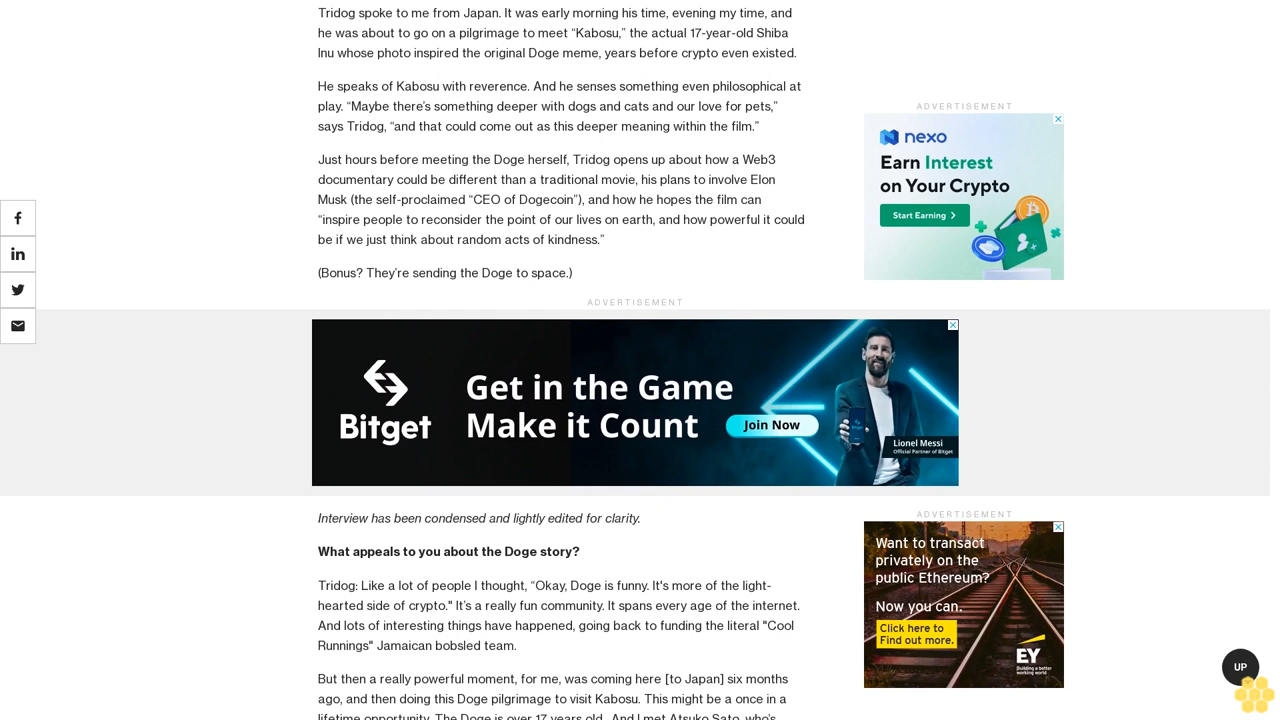 Tridog spoke to me from Japan. It was early morning his time, evening my time, and
he was about to go on a pilgrimage to meet “Kabosu,” the actual 17-year-old Shiba
Inu whose photo inspired the original Doge meme, years before crypto even existed.
He speaks of Kabosu with reverence. And he senses something even philosophical at
play. “Maybe there’s something deeper with dogs and cats and our love for pets,”
says Tridog, “and that could come out as this deeper meaning within the film.”
Just hours before meeting the Doge herself, Tridog opens up about how a Web3
documentary could be different than a traditional movie, his plans to involve Elon
Musk (the self-proclaimed “CEO of Dogecoin”), and how he hopes the film can
“inspire people to reconsider the point of our lives on earth, and how powerful it could
be if we just think about random acts of kindness.”
(Bonus? They’re sending the Doge to space.)
ADVERTISEMENT
nexo
Earn Interest
on Your Crypto
Start Earning
ADVERTISEMENT
Bitget
Get in the Game
Make it Count
Join Now
Lionel Messi
Official Partner of Bitget
Interview has been condensed and lightly edited for clarity.
What appeals to you about the Doge story?
Tridog: Like a lot of people I thought, “Okay, Doge is funny. It's more of the light-
hearted side of crypto." It’s a really fun community. It spans every age of the internet.
And lots of interesting things have happened, going back to funding the literal "Cool
Runnings" Jamaican bobsled team.
But then a really powerful moment, for me, was coming here [to Japan] six months
ago, and then doing this Doge pilgrimage to visit Kabosu. This might be a once in a
lifetime opportunity. The Doge is over 17 years old. And I met Atsuko Sato, who’s
ADVERTISEMENT
Want to transact
privately on the
public Ethereum?
Now you can.
Click here to
Find out more.
EY
Building a better
working world
UP